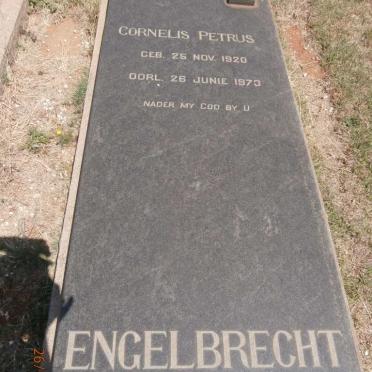 CORNELIS PETRUS
GEB. 25 NOV. 1920
OORL. 26 JUNIE 1973
NADER MY GOD BY U
ENGELBRECHT